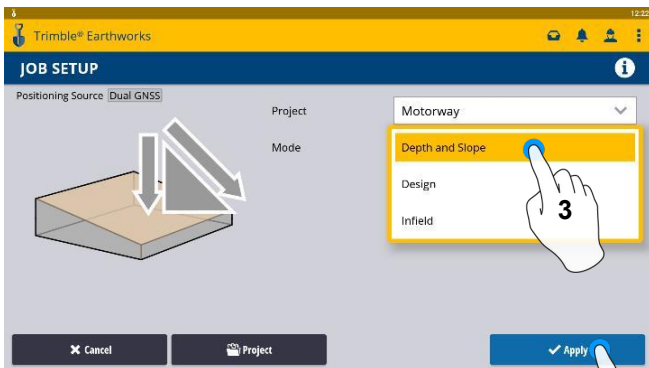 12:22
Trimble® Earthworks
JOB SETUP
Positioning Source Dual GNSS
Project Motorway
Mode Depth and Slope
Design
Infield
3
Cancel Project Apply